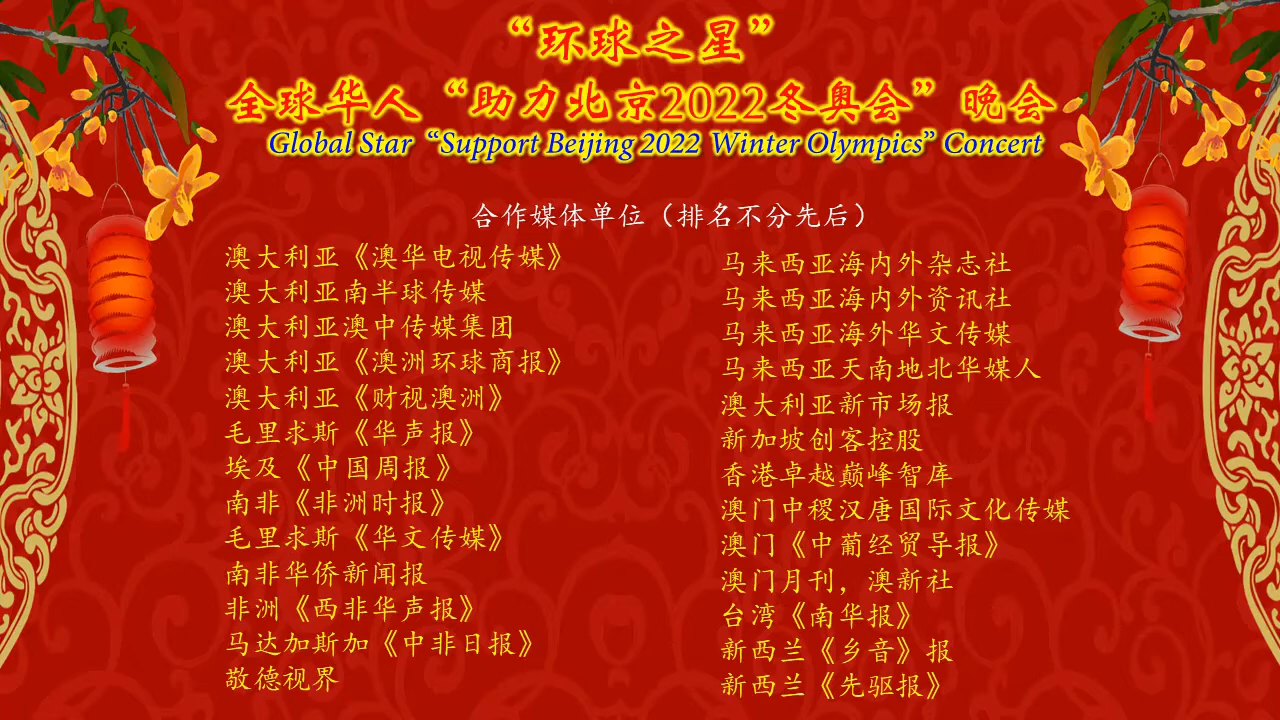 “环球之星”
全球华人“助力北京2022冬奥会”晚会
Global Star “Support Beijing 2022 Winter Olympics” Concert
合作媒体单位（排名不分先后）
澳大利亚《澳华电视传媒》
澳大利亚南半球传媒
澳大利亚澳中传媒集团
澳大利亚《澳洲环球商报》
澳大利亚《财视澳洲》
毛里求斯《华声报》
埃及《中国周报》
南非《非洲时报》
毛里求斯《华文传媒》
南非华侨新闻报
非洲《西非华声报》
马达加斯加《中非日报》
敬德视界
马来西亚海内外杂志社
马来西亚海内外资讯社
马来西亚海外华文传媒
马来西亚天南地北华媒人
澳大利亚新市场报
新加坡创客控股
香港卓越巅峰智库
澳门中稷汉唐国际文化传媒
澳门《中葡经贸导报》
澳门月刊，澳新社
台湾《南华报》
新西兰《乡音》报
新西兰《先驱报》